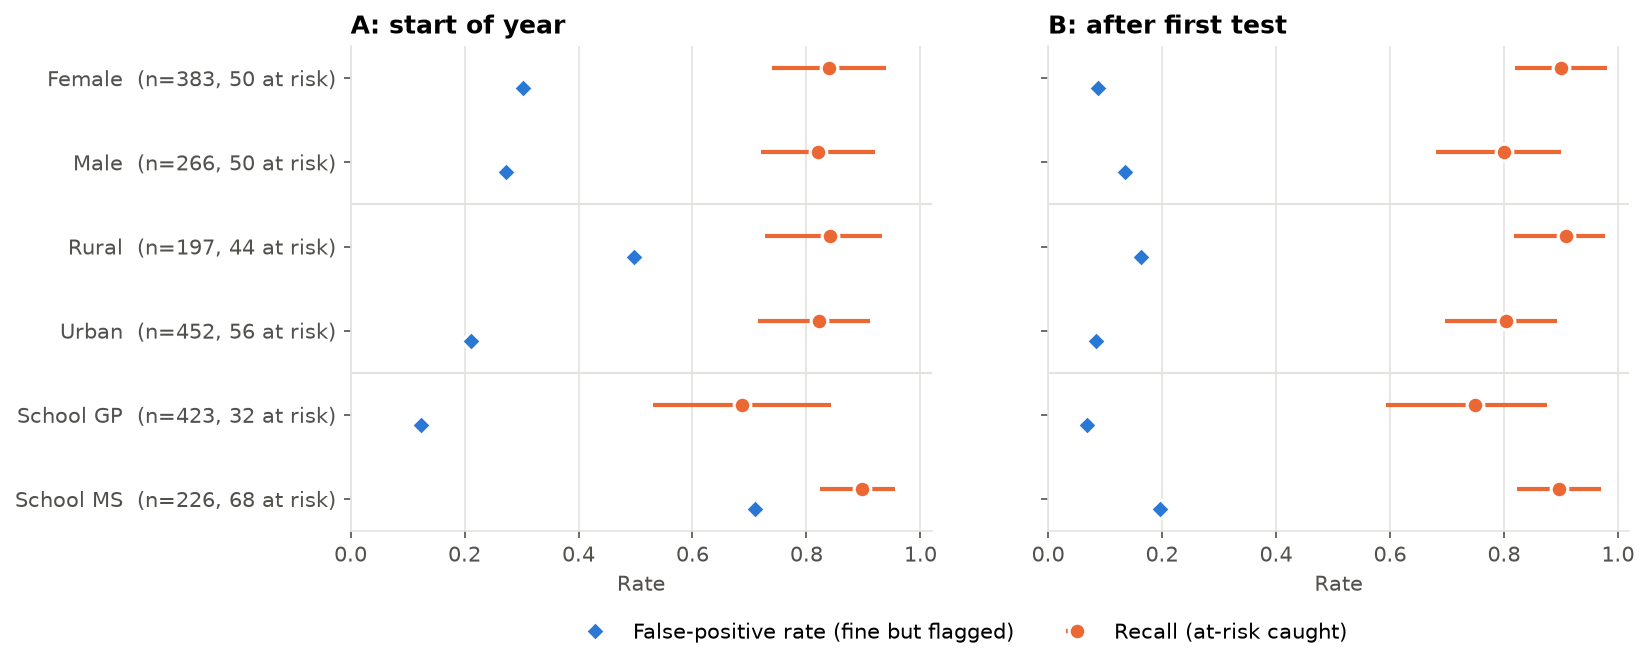 A: start of year
B: after first test
Female  (n=383, 50 at risk)
Male  (n=266, 50 at risk)
Rural  (n=197, 44 at risk)
Urban  (n=452, 56 at risk)
School GP  (n=423, 32 at risk)
School MS  (n=226, 68 at risk)
0.0 0.2 0.4 0.6 0.8 1.0
0.0 0.2 0.4 0.6 0.8 1.0
Rate
Rate
False-positive rate (fine but flagged)
Recall (at-risk caught)